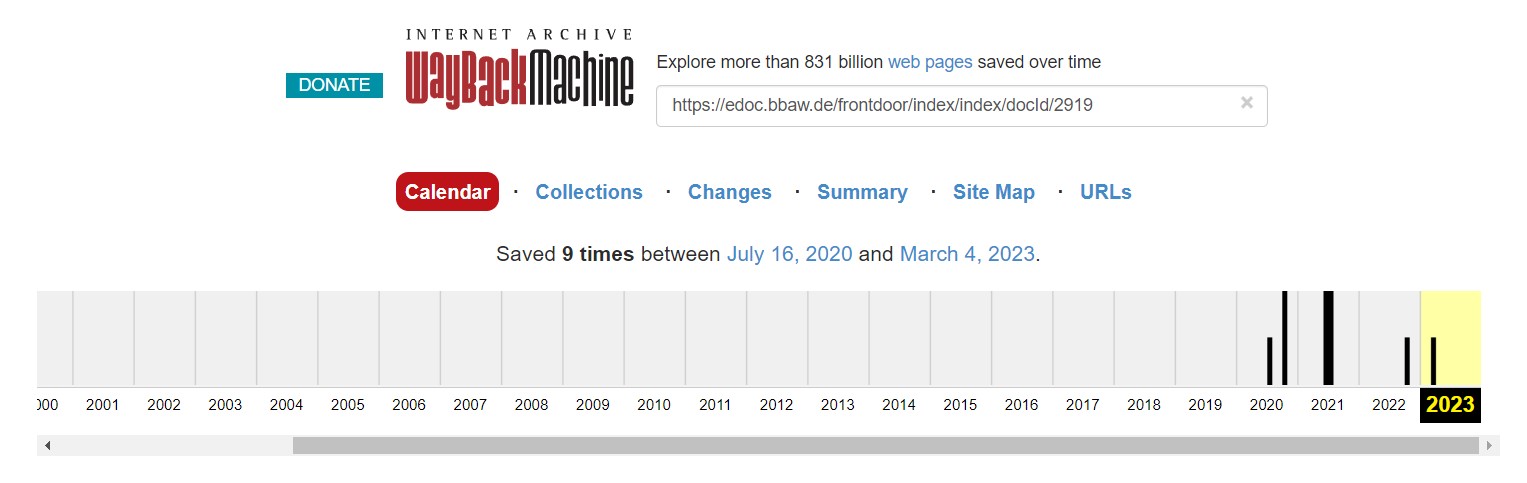 INTERNET ARCHIVE
DONATE
WayBackMachine
Explore more than 831 billion web pages saved over time
https://edoc.bbaw.de/frontdoor/index/index/docId/2919 ×
Calendar · Collections · Changes · Summary · Site Map · URLs
Saved 9 times between July 16, 2020 and March 4, 2023.
000 2001 2002 2003 2004 2005 2006 2007 2008 2009 2010 2011 2012 2013 2014 2015 2016 2017 2018 2019 2020 2021 2022 2023